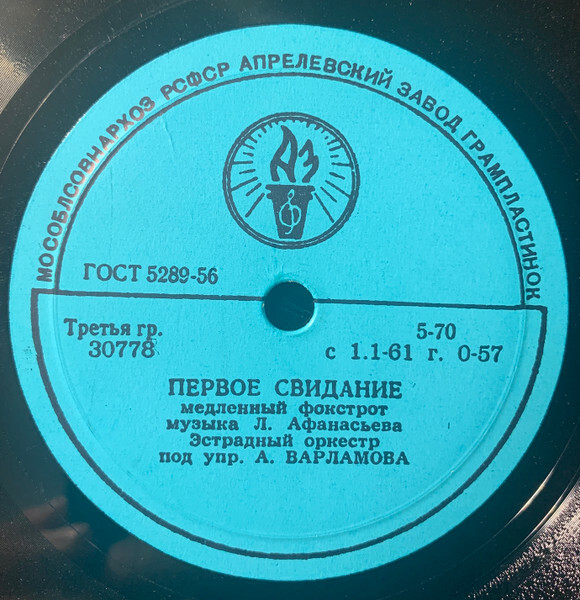 МОСОБЛСОВНАРХОЗ РСФСР АПРЕЛЕВСКИЙ ЗАВОД ГРАМПЛАСТИНОК
АЗ
ГОСТ 5289-56
Третья гр. 5-70
30778 с 1.1-61 г. 0-57
ПЕРВОЕ СВИДАНИЕ
медленный фокстрот
музыка Л. Афанасьева
Эстрадный оркестр
под упр. А. ВАРЛАМОВА